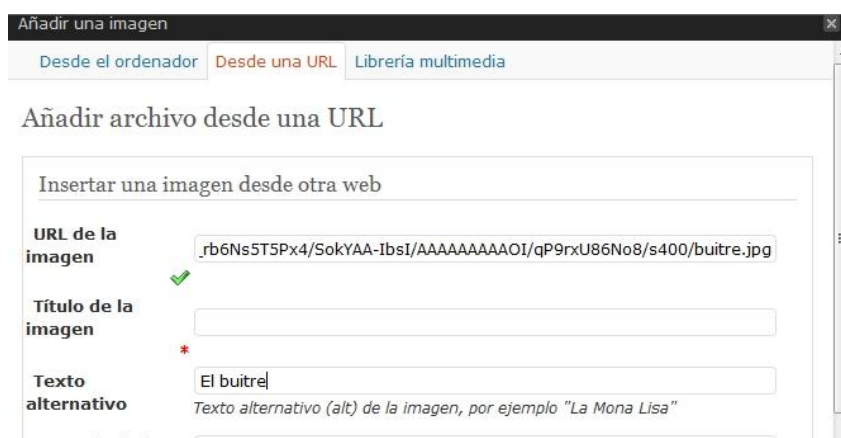 Añadir una imagen
Desde el ordenador Desde una URL Librería multimedia
Añadir archivo desde una URL
Insertar una imagen desde otra web
URL de la
imagen
_rb6Ns5T5Px4/SokYAA-IbsI/AAAAAAAAAOI/qP9rxU86No8/s400/buitre.jpg
Título de la
imagen
*
Texto
alternativo
El buitre
Texto alternativo (alt) de la imagen, por ejemplo "La Mona Lisa"